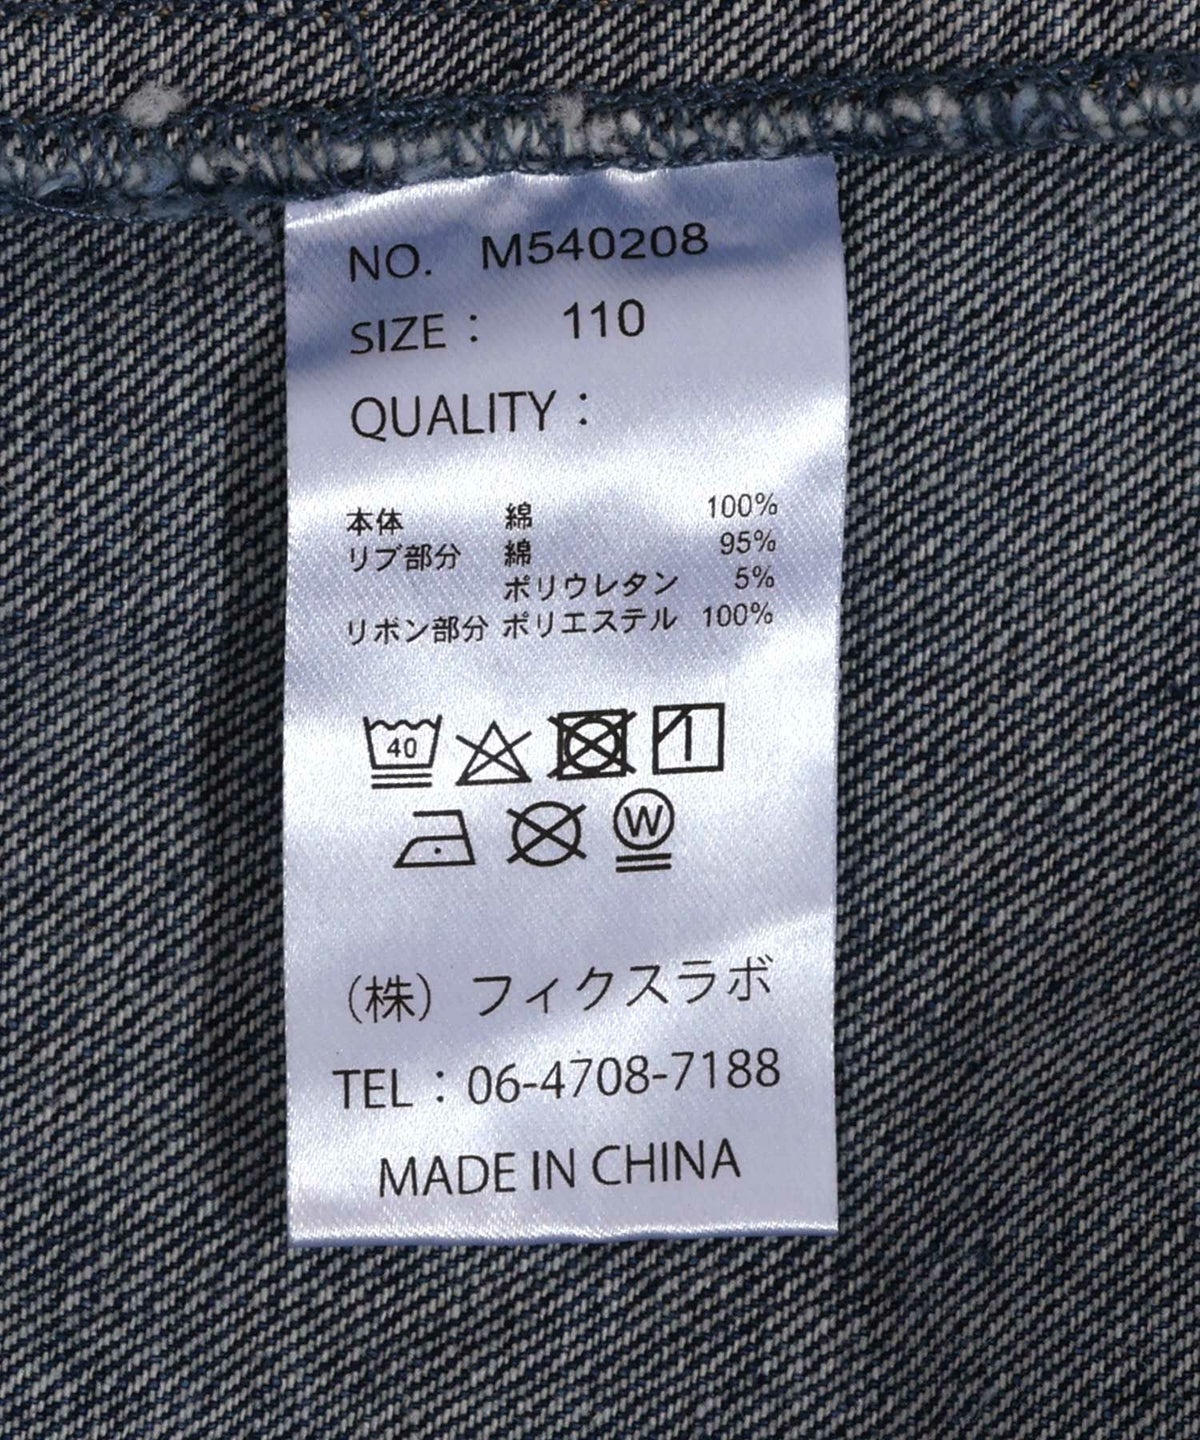 NO. M540208
SIZE： 110
QUALITY：
本体 綿 100%
リブ部分 綿 95%
ポリウレタン 5%
リボン部分 ポリエステル 100%
40
W
（株）フィクスラボ
TEL：06-4708-7188
MADE IN CHINA